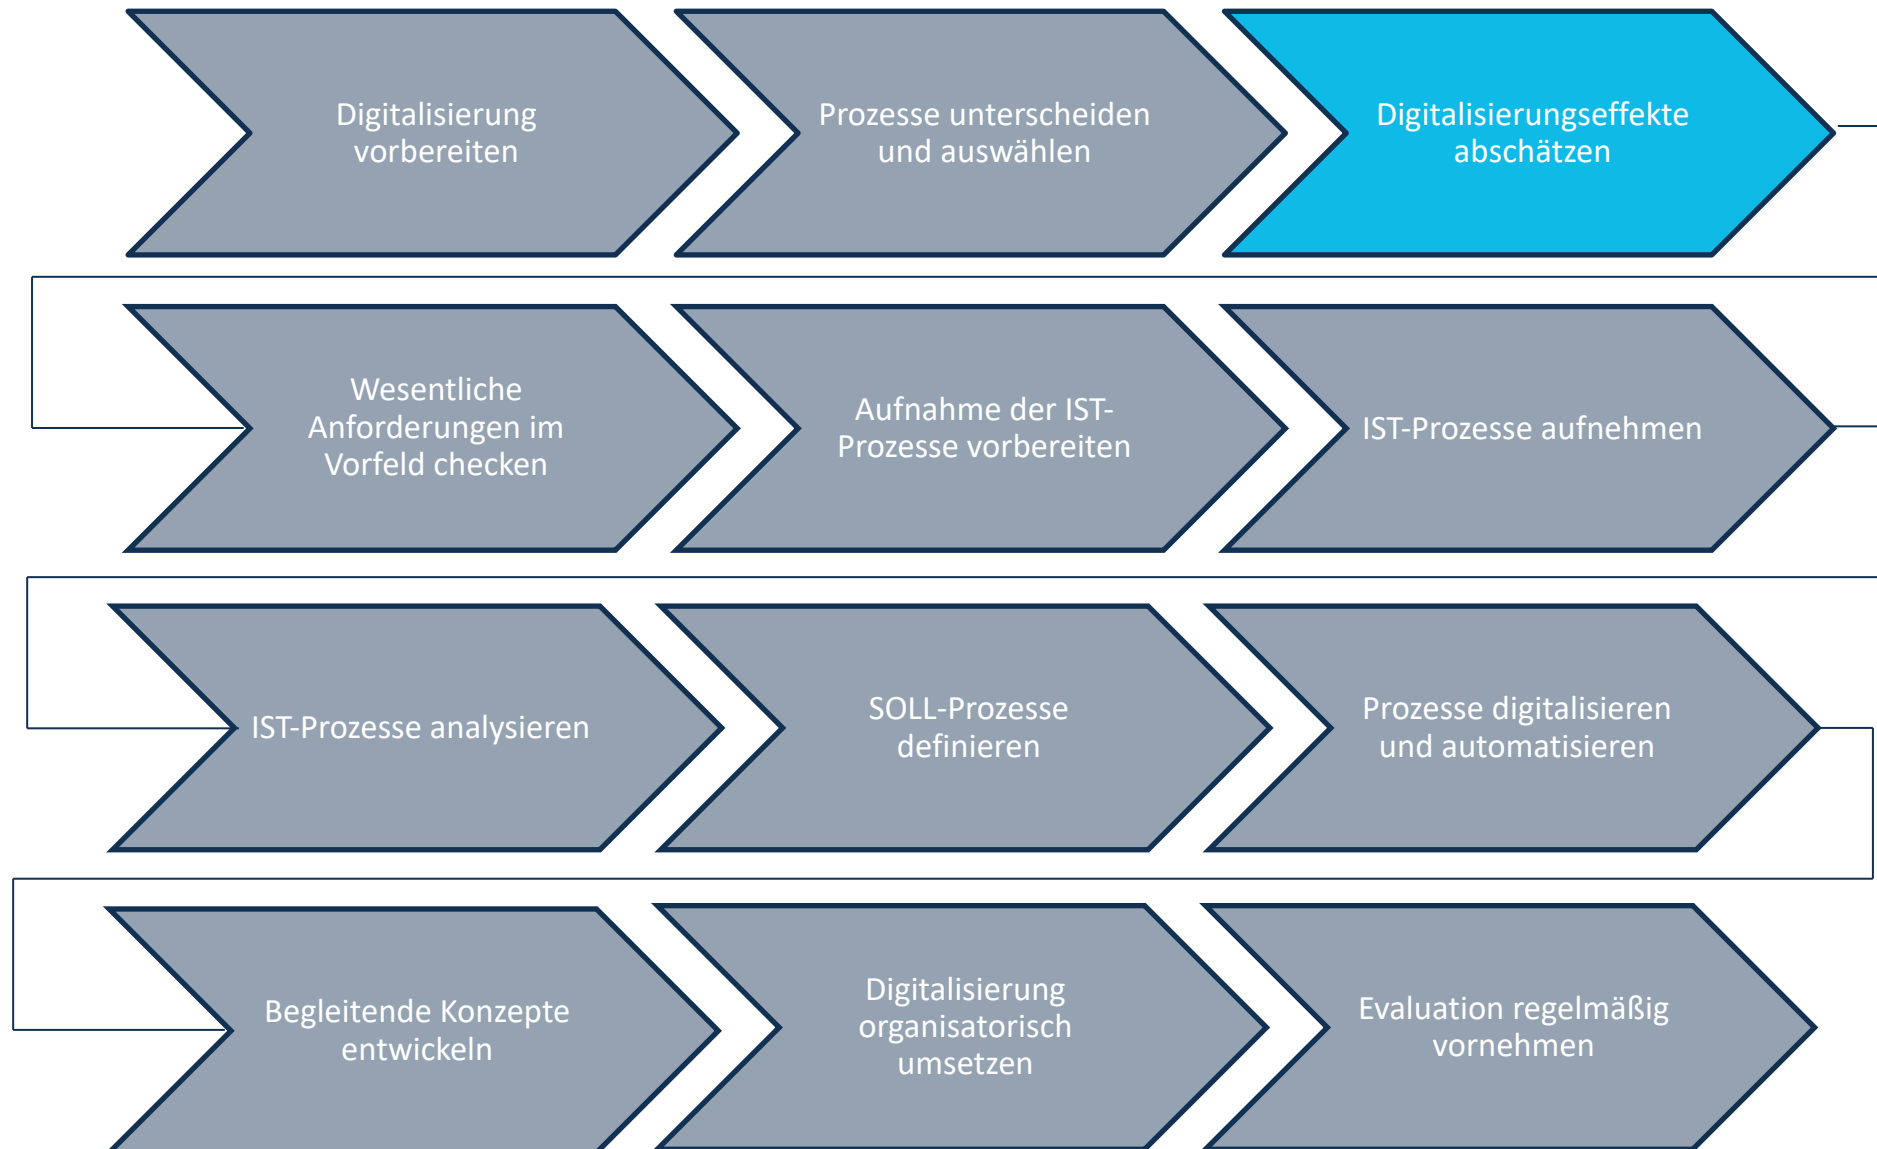 Digitalisierung
vorbereiten
Prozesse unterscheiden
und auswählen
Digitalisierungseffekte
abschätzen
Wesentliche
Anforderungen im
Vorfeld checken
Aufnahme der IST-
Prozesse vorbereiten
IST-Prozesse aufnehmen
IST-Prozesse analysieren
SOLL-Prozesse
definieren
Prozesse digitalisieren
und automatisieren
Begleitende Konzepte
entwickeln
Digitalisierung
organisatorisch
umsetzen
Evaluation regelmäßig
vornehmen